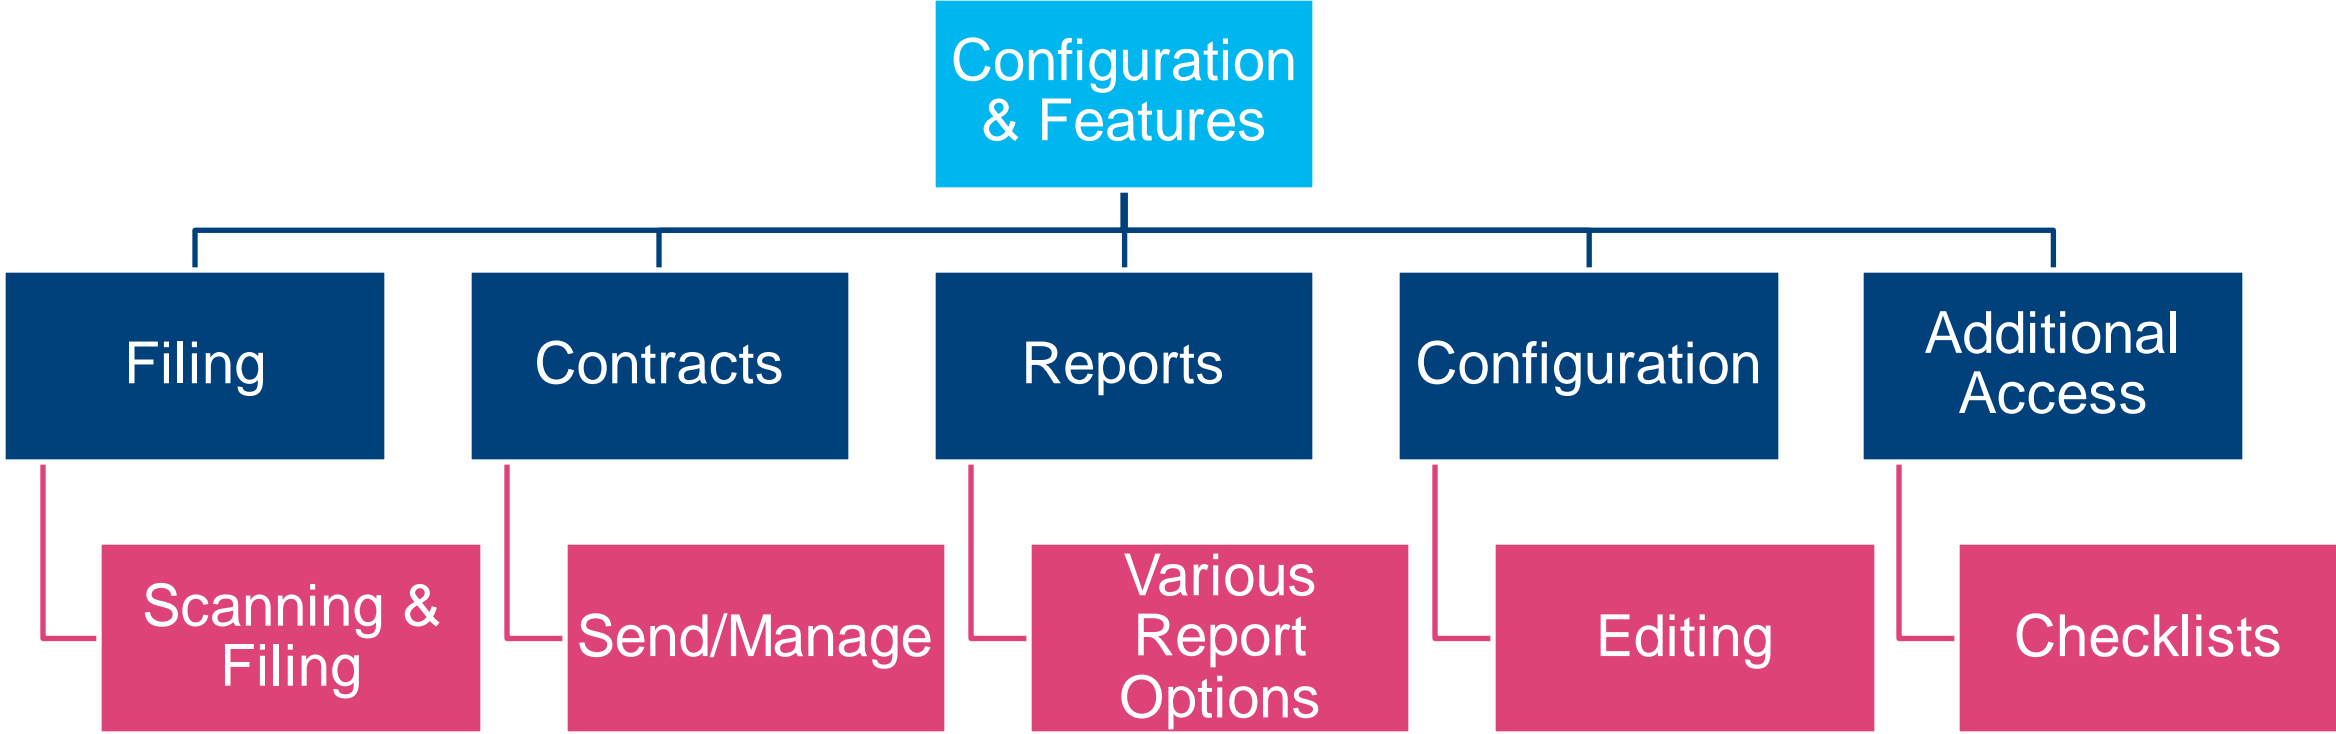 Configuration
& Features
Filing
Contracts
Reports
Configuration
Additional
Access
Scanning &
Filing
Send/Manage
Various
Report
Options
Editing
Checklists